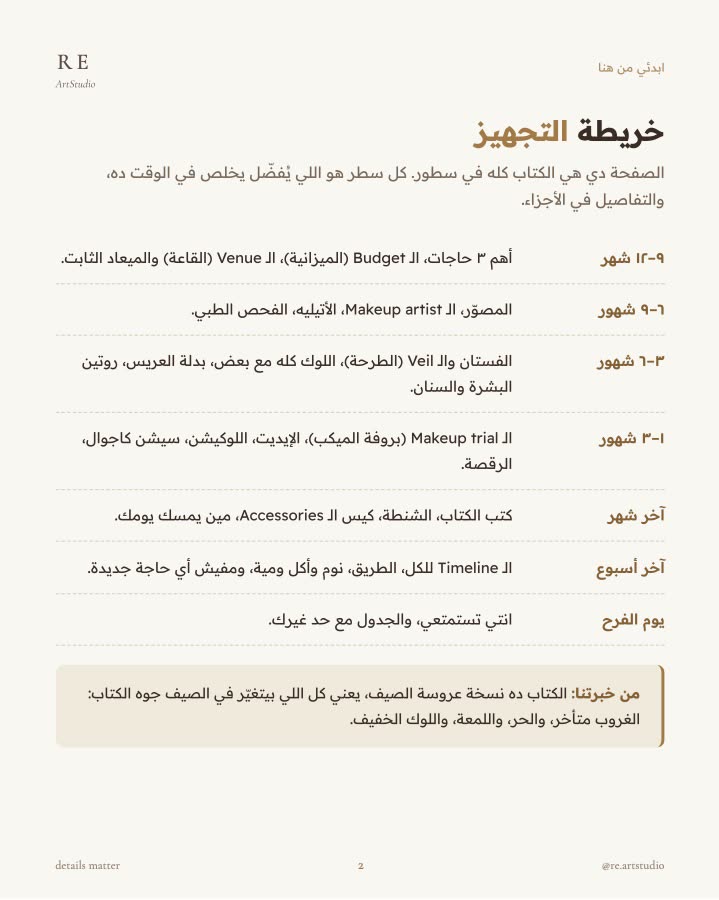 RE
ArtStudio
ابدئي من هنا
خريطة التجهيز
الصفحة دي هي الكتاب كله في سطور. كل سطر هو اللي يُفضّل يخلص في الوقت ده،
والتفاصيل في الأجزاء.
٩–١٢ شهر
أهم ٣ حاجات، الـ Budget (الميزانية)، الـ Venue (القاعة) والميعاد الثابت.
٦–٩ شهور
المصوّر، الـ Makeup artist، الأتيليه، الفحص الطبي.
٣–٦ شهور
الفستان والـ Veil (الطرحة)، اللوك كله مع بعض، بدلة العريس، روتين
البشرة والسنان.
١–٣ شهور
الـ Makeup trial (بروفة الميكب)، الإيديت، اللوكيشن، سيشن كاجوال،
الرقصة.
آخر شهر
كتب الكتاب، الشنطة، كيس الـ Accessories، مين يمسك يومك.
آخر أسبوع
الـ Timeline للكل، الطريق، نوم وأكل ومية، ومفيش أي حاجة جديدة.
يوم الفرح
انتي تستمتعي، والجدول مع حد غيرك.
من خبرتنا: الكتاب ده نسخة عروسة الصيف، يعني كل اللي بيتغيّر في الصيف جوه الكتاب:
الغروب متأخر، والحر، واللمعة، واللوك الخفيف.
details matter
2
@re.artstudio